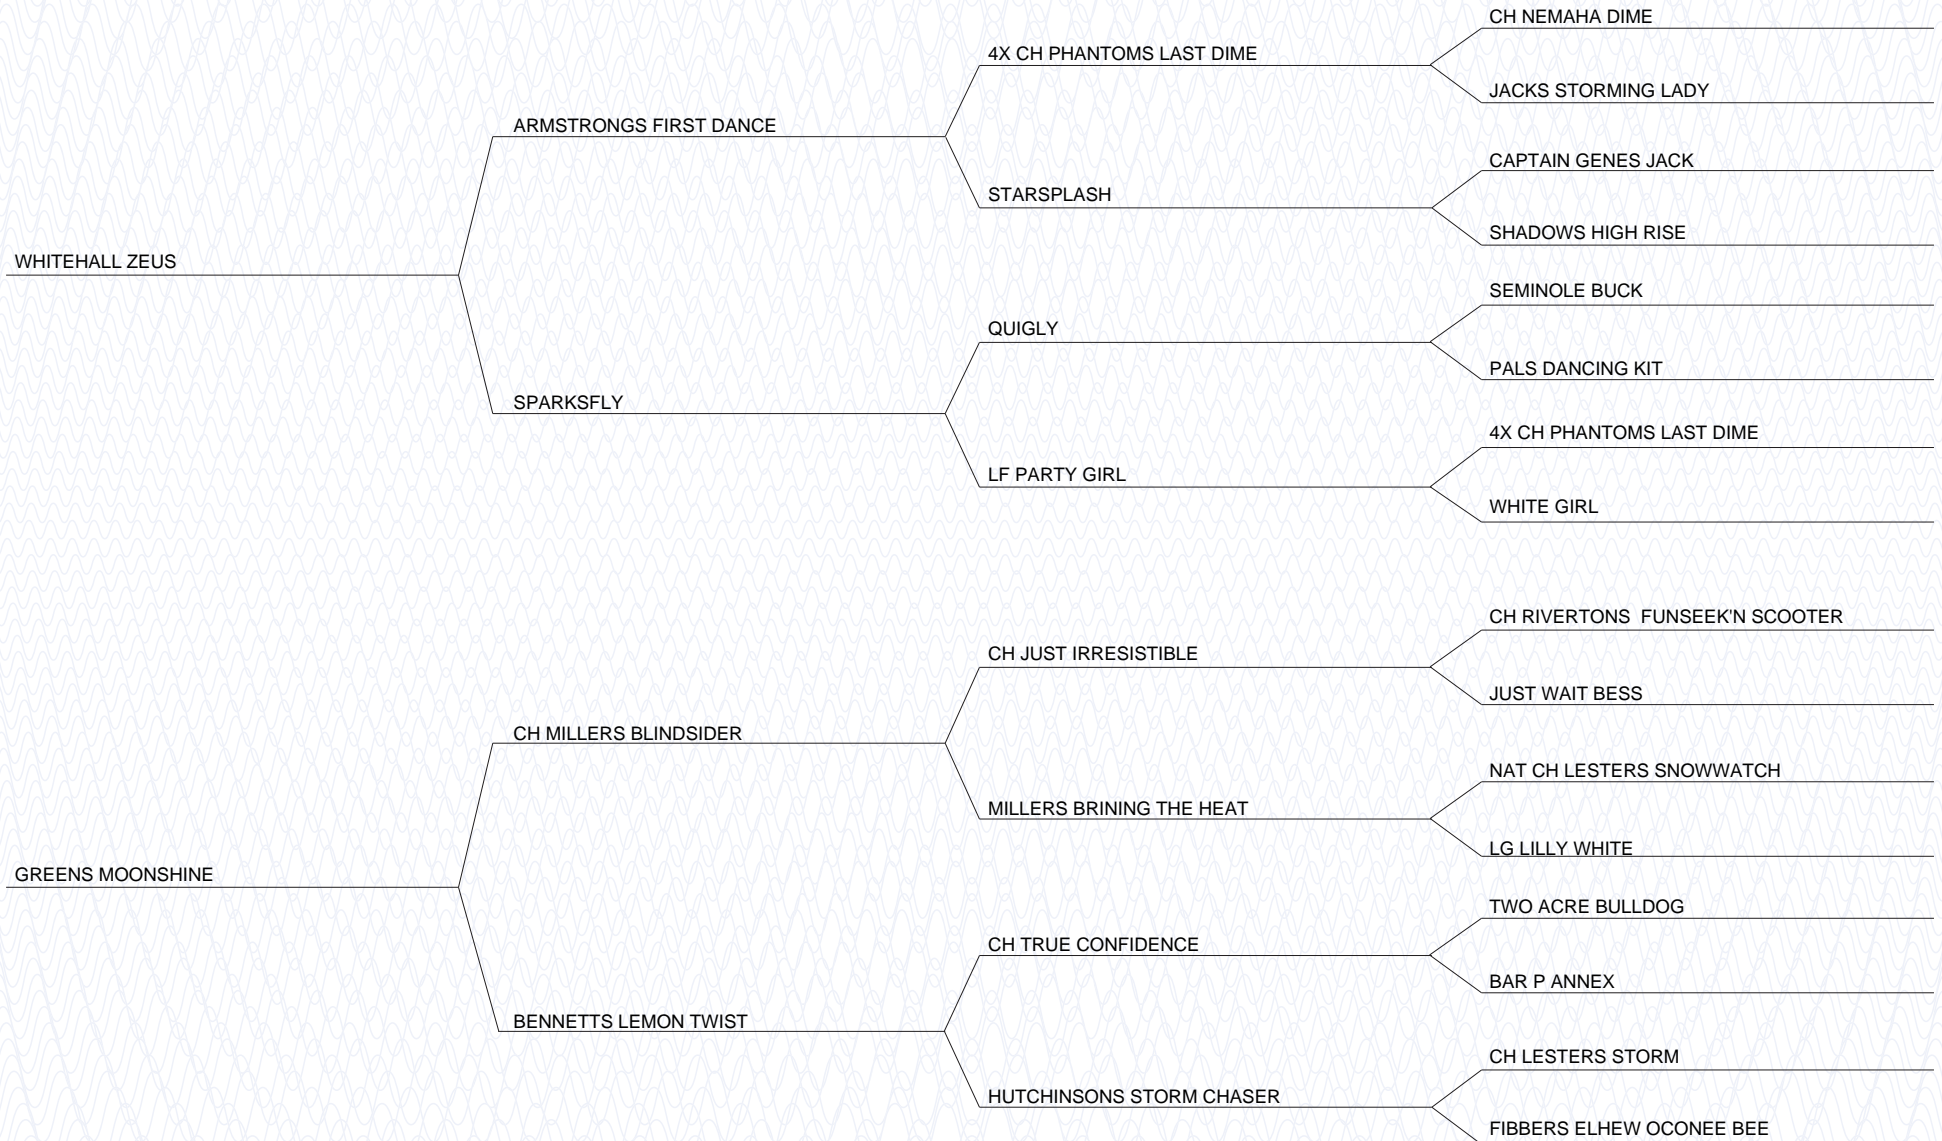 CH NEMAHA DIME
4X CH PHANTOMS LAST DIME
JACKS STORMING LADY
ARMSTRONGS FIRST DANCE
CAPTAIN GENES JACK
STARSPLASH
SHADOWS HIGH RISE
WHITEHALL ZEUS
SEMINOLE BUCK
QUIGLY
PALS DANCING KIT
SPARKSFLY
4X CH PHANTOMS LAST DIME
LF PARTY GIRL
WHITE GIRL
CH RIVERTONS  FUNSEEK'N SCOOTER
CH JUST IRRESISTIBLE
JUST WAIT BESS
CH MILLERS BLINDSIDER
NAT CH LESTERS SNOWWATCH
MILLERS BRINING THE HEAT
LG LILLY WHITE
GREENS MOONSHINE
TWO ACRE BULLDOG
CH TRUE CONFIDENCE
BAR P ANNEX
BENNETTS LEMON TWIST
CH LESTERS STORM
HUTCHINSONS STORM CHASER
FIBBERS ELHEW OCONEE BEE